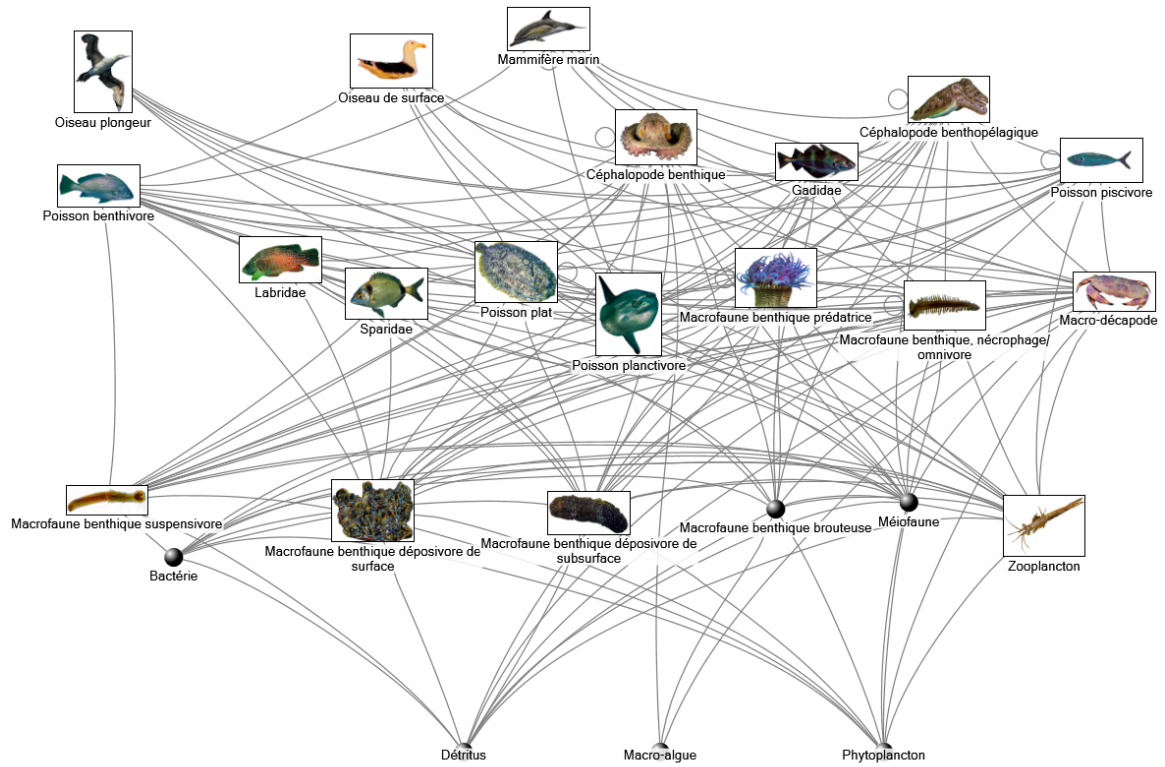 Mammifère marin
Oiseau de surface
Oiseau plongeur
Céphalopode benthopélagique
Céphalopode benthique
Gadidae
Poisson piscivore
Poisson benthivore
Labridae
Sparidae
Poisson plat
Poisson planctivore
Macrofaune benthique prédatrice
Macrofaune benthique, nécrophage/
omnivore
Macro-décapode
Macrofaune benthique suspensivore
Bactérie
Macrofaune benthique déposivore de
surface
Macrofaune benthique déposivore de
subsurface
Macrofaune benthique brouteuse
Méiofaune
Zooplancton
Détritus
Macro-algue
Phytoplancton